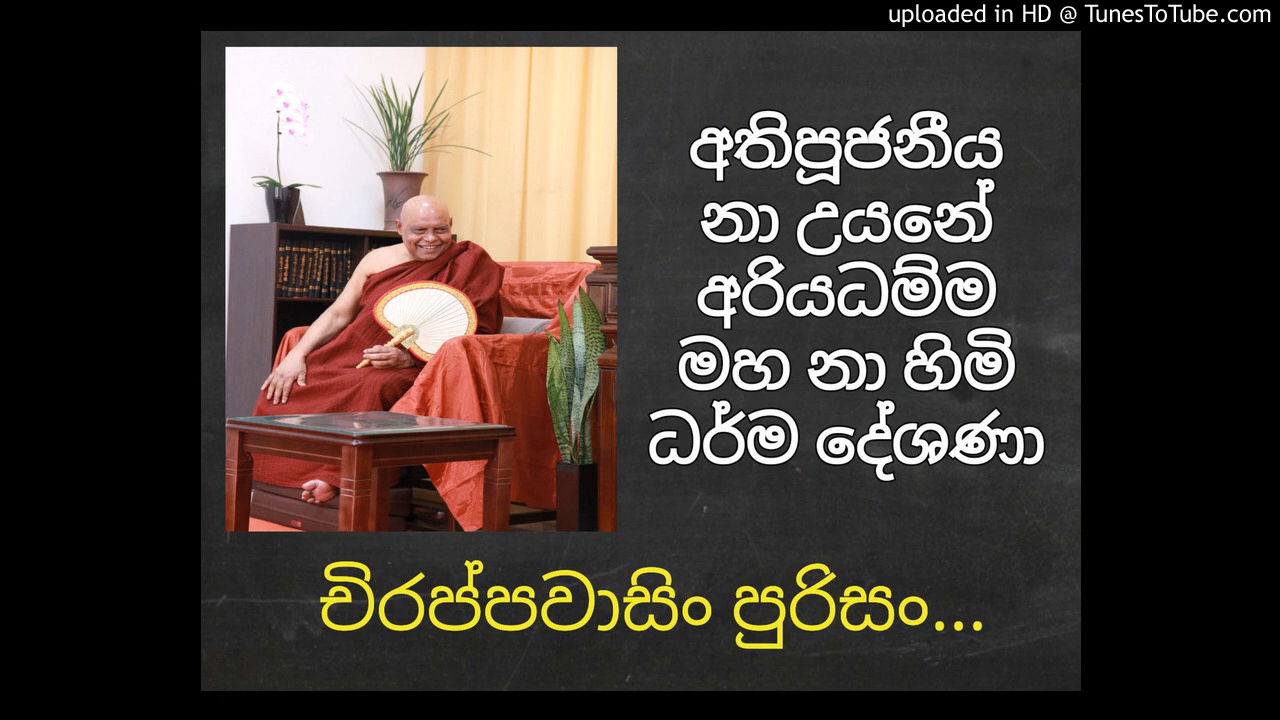 uploaded in HD @ TunesToTube.com
අතිපූජනීය
නා උයනේ
අරියධම්ම
මහ නා හිමි
ධර්ම දේශණා
චිරප්පවාසිං පුරිසං...